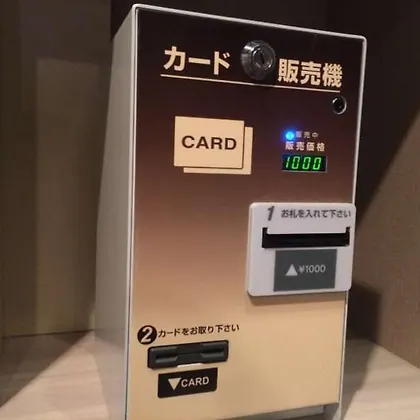 カード 販売機
CARD
販売中
販売価格
1000
1 お札を入れて下さい
▲¥1000
2 カードをお取り下さい
▼CARD